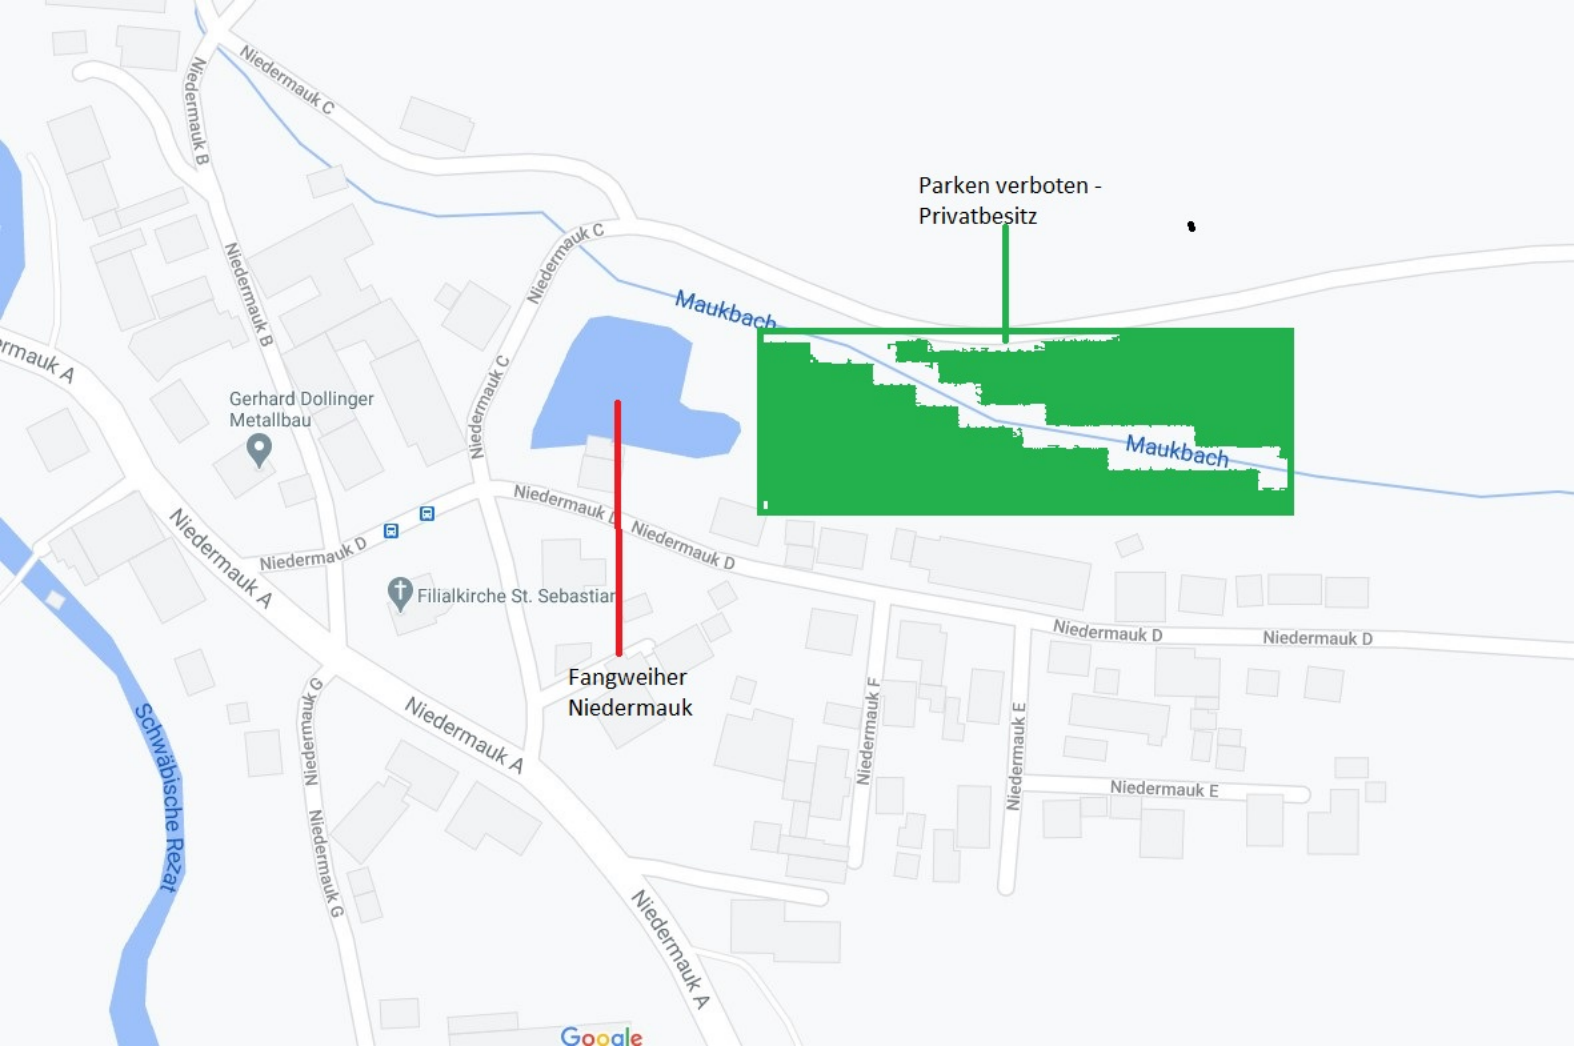 Niedermauk C
Niedermauk B
Parken verboten -
Privatbesitz
Niedermauk C
Niedermauk B
Maukbach
ermauk A
Niedermauk C
Gerhard Dollinger
Metallbau
Maukbach
Niedermauk D
Niedermauk D
Niedermauk A
Niedermauk D
Filialkirche St. Sebastian
Niedermauk D
Niedermauk D
Fangweiher
Niedermauk
Niedermauk G
Niedermauk A
Niedermauk F
Niedermauk E
Schwäbische Rezat
Niedermauk E
Niedermauk G
Niedermauk A
Google